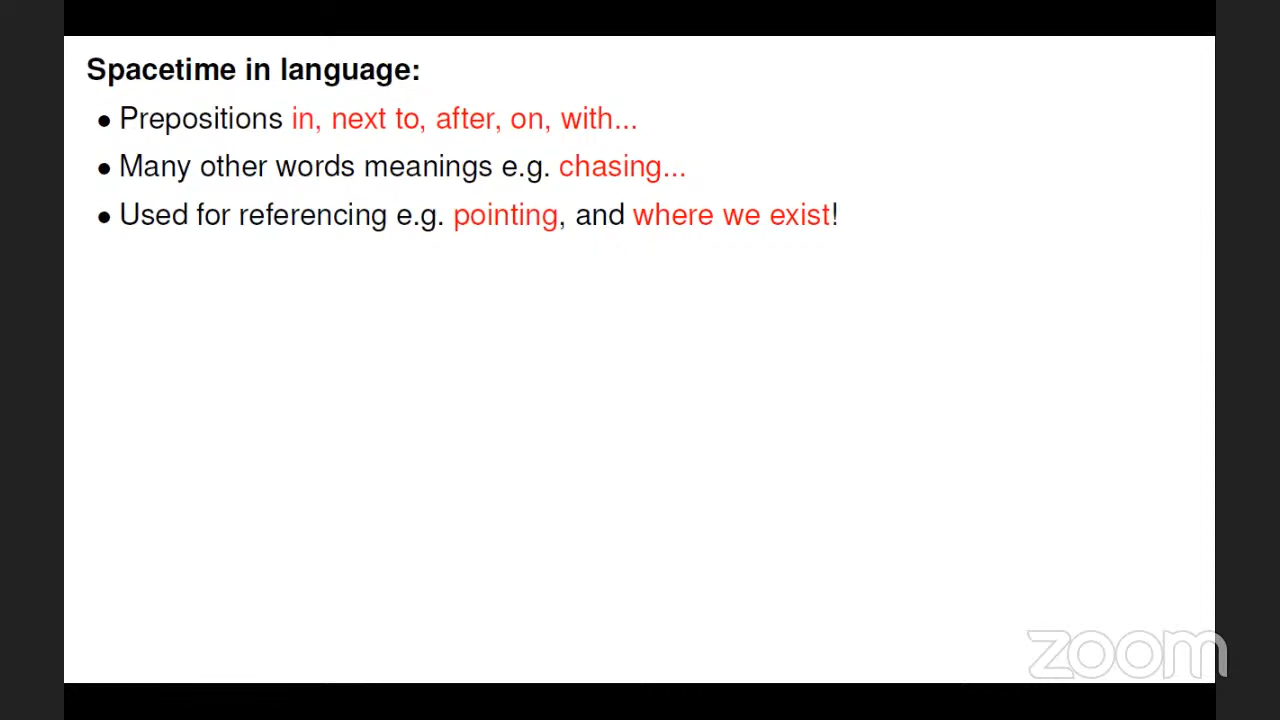 Spacetime in language:
• Prepositions in, next to, after, on, with...
• Many other words meanings e.g. chasing...
• Used for referencing e.g. pointing, and where we exist!
zoom